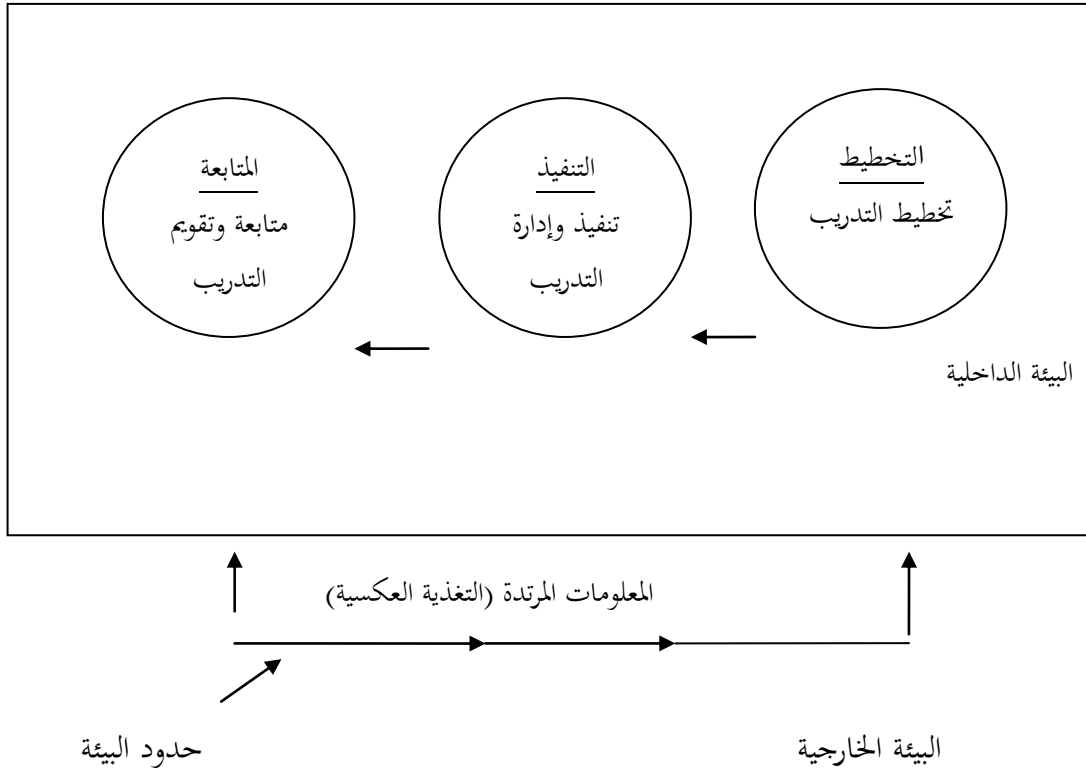 التخطيط
تخطيط التدريب
التنفيذ
تنفيذ وإدارة
التدريب
المتابعة
متابعة وتقويم
التدريب
البيئة الداخلية
المعلومات المرتدة (التغذية العكسية)
البيئة الخارجية
حدود البيئة